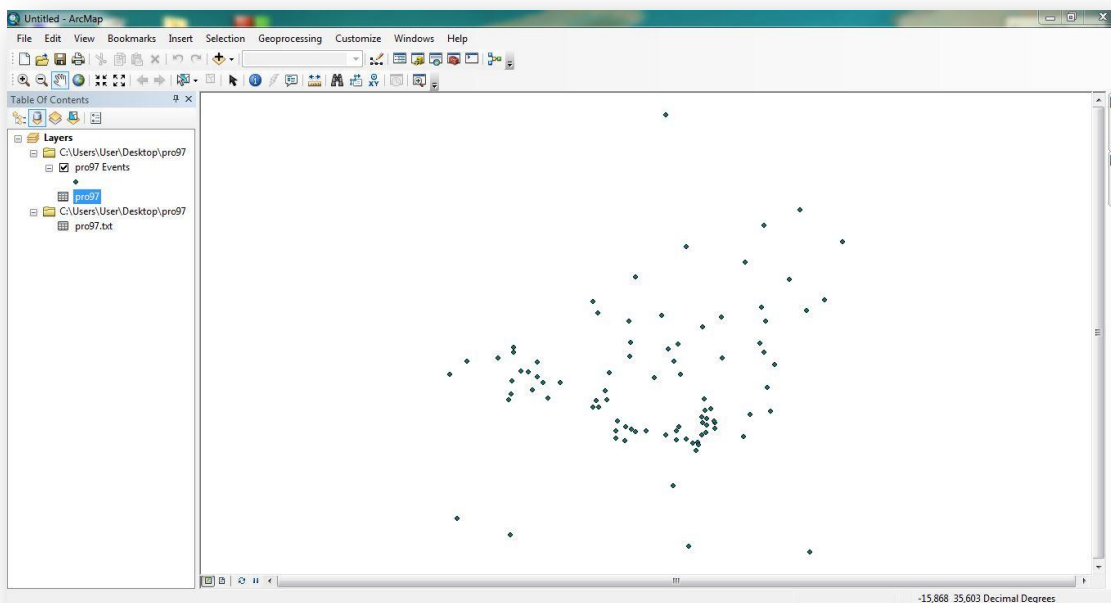 Untitled - ArcMap
File Edit View Bookmarks Insert Selection Geoprocessing Customize Windows Help
Table Of Contents
Layers
C:\Users\User\Desktop\pro97
pro97 Events
pro97
C:\Users\User\Desktop\pro97
pro97.txt
-15,868 35,603 Decimal Degrees